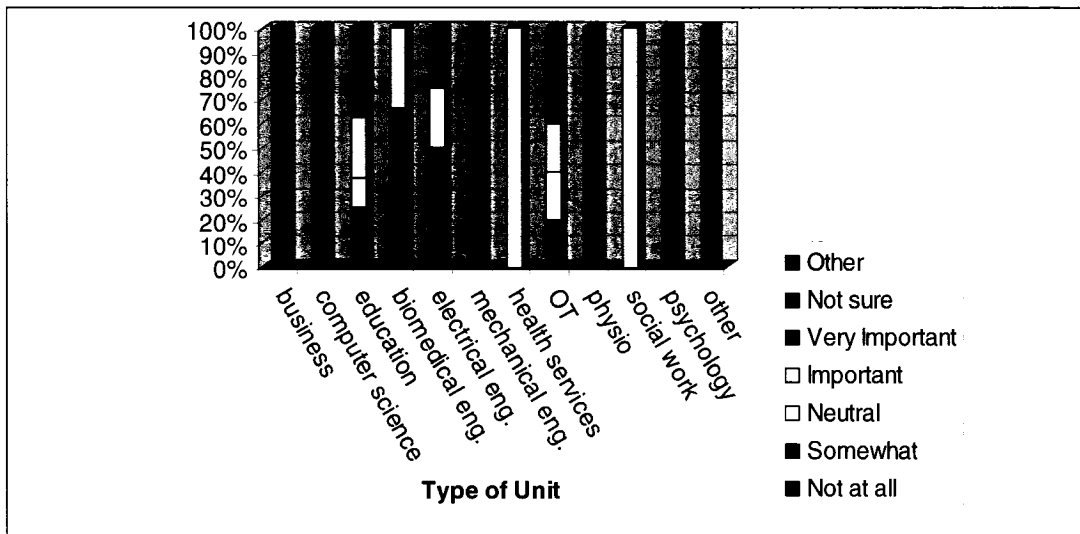 100%
90%
80%
70%
60%
50%
40%
30%
20%
10%
0%
business
computer science
education
biomedical eng.
electrical eng.
mechanical eng.
health services
OT
physio
social work
psychology
other
Type of Unit
Other
Not sure
Very Important
Important
Neutral
Somewhat
Not at all